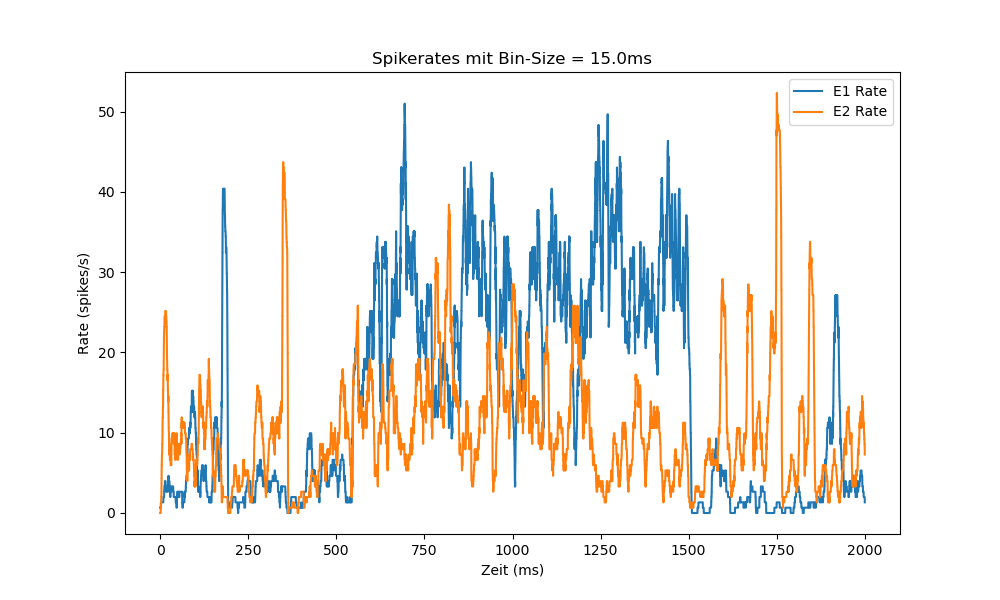 Spikerates mit Bin-Size = 15.0ms
E1 Rate
E2 Rate
50
40
30
20
10
0
Rate (spikes/s)
0 250 500 750 1000 1250 1500 1750 2000
Zeit (ms)